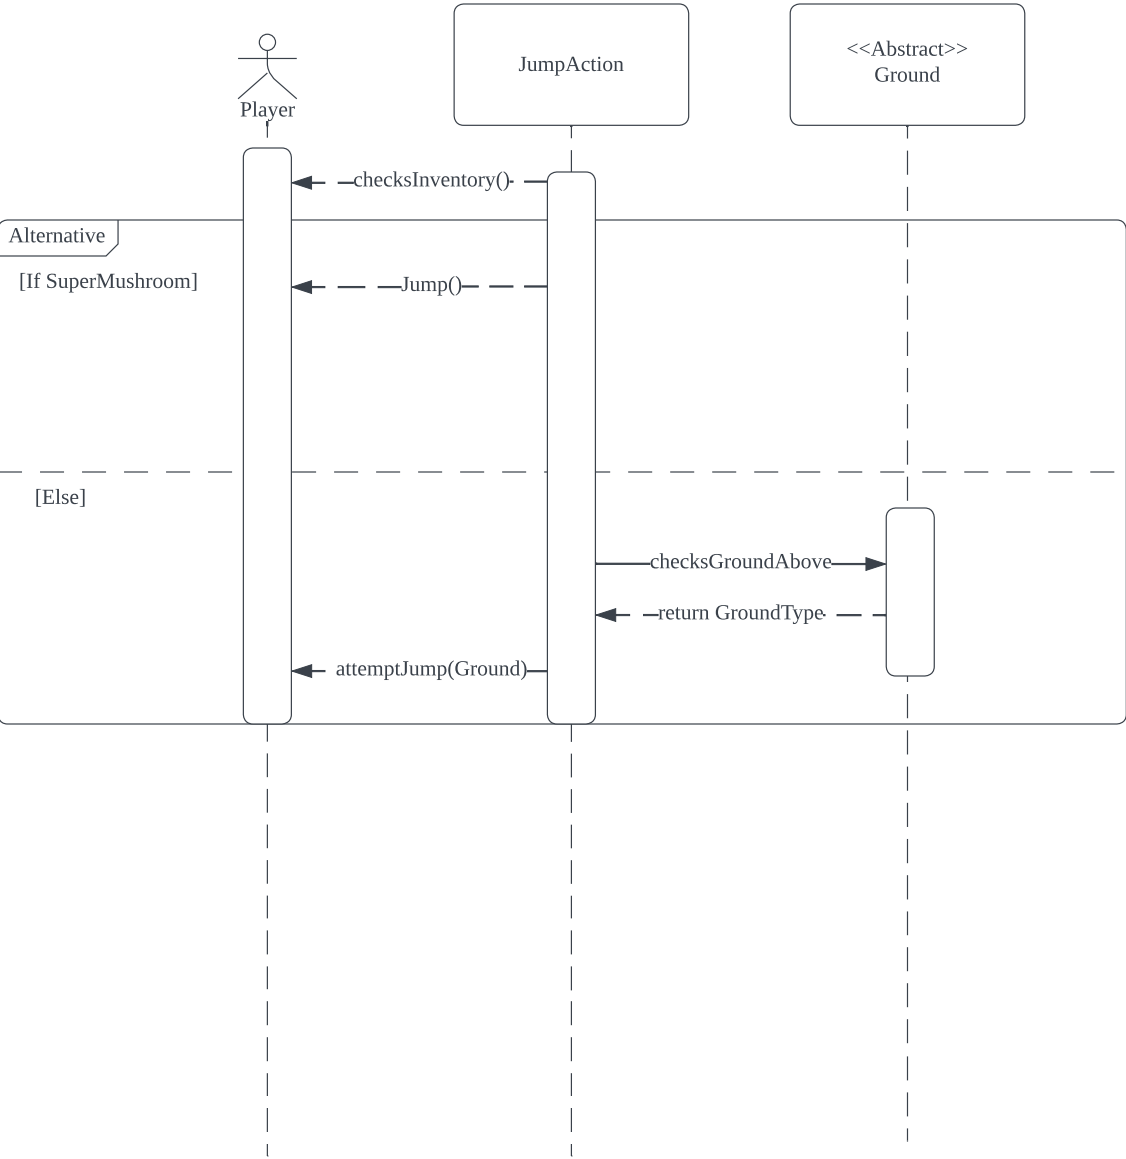 Player
JumpAction
<<Abstract>>
Ground
checksInventory()
Alternative
[If SuperMushroom]
Jump()
[Else]
checksGroundAbove
return GroundType
attemptJump(Ground)